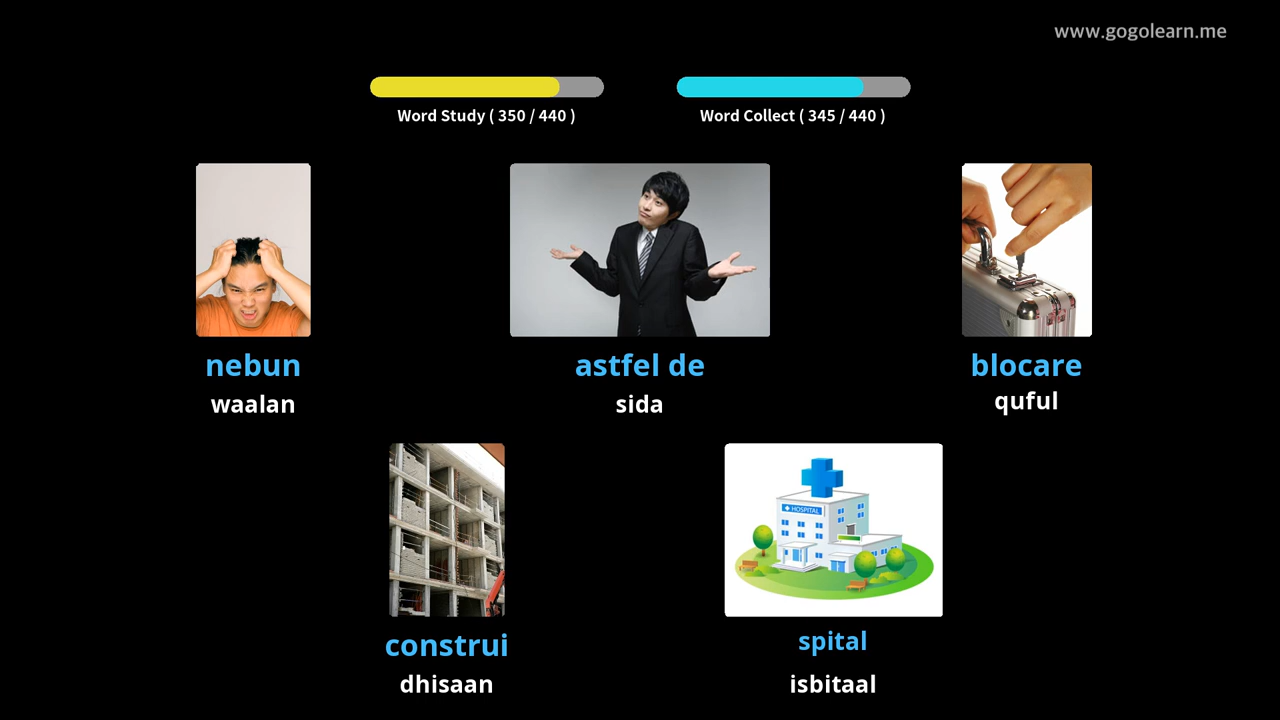 www.gogolearn.me
Word Study ( 350 / 440 )
Word Collect ( 345 / 440 )
nebun
waalan
astfel de
sida
blocare
quful
HOSPITAL
construi
dhisaan
spital
isbitaal